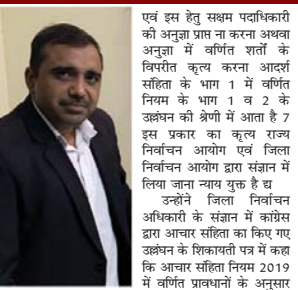 एवं इस हेतु सक्षम पदाधिकारी
की अनुज्ञा प्राप्त ना करना अथवा
अनुज्ञा में वर्णित शर्तों के
विपरीत कृत्य करना आदर्श
संहिता के भाग 1 में वर्णित
नियम के भाग 1 व 2 के
उल्लंघन की श्रेणी में आता है 7
इस प्रकार का कृत्य राज्य
निर्वाचन आयोग एवं जिला
निर्वाचन आयोग द्वारा संज्ञान में
लिया जाना न्याय युक्त है द्य
उन्होंने जिला निर्वाचन
अधिकारी के संज्ञान में कांग्रेस
द्वारा आचार संहिता का किए गए
उल्लंघन के शिकायती पत्र में कहा
कि आचार संहिता नियम 2019
में वर्णित प्रावधानों के अनुसार